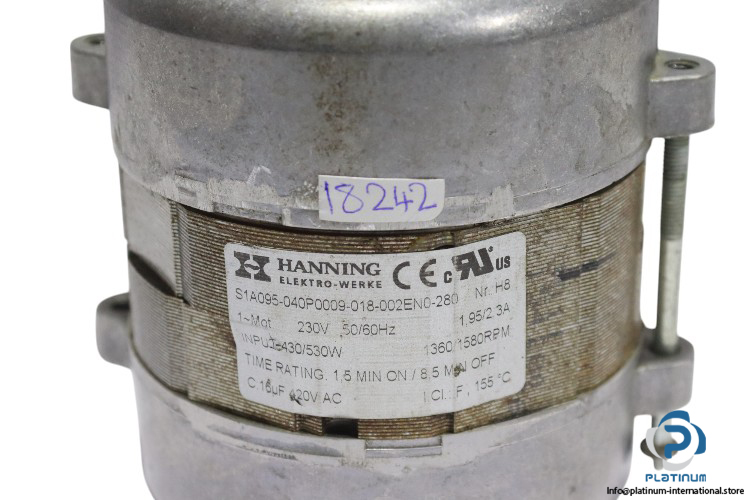 18242
HANNING
ELEKTRO-WERKE
CE c RU US
S1A095-040P0009-018-002EN0-280 Nr. H8
1~Mot 230V 50/60Hz 1,95/2,3A
INPUT 430/530W 1360/1580RPM
TIME RATING. 1,5 MIN ON / 8,5 MIN OFF
C 16uF 420V AC I Cl. F, 155 °C
PLATINUM
Info@platinum-international.store